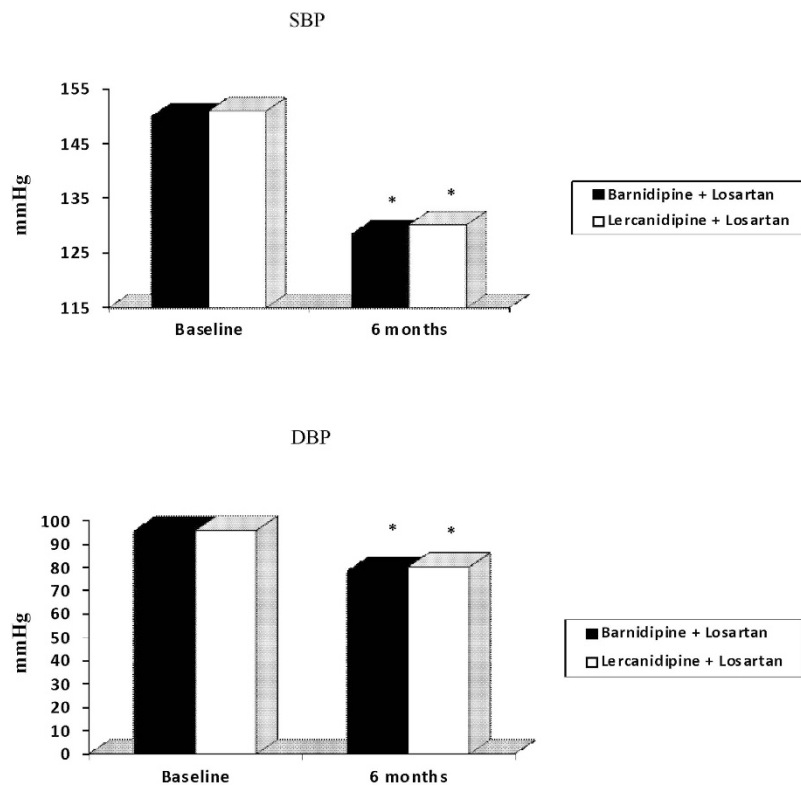 SBP
155
145
135
125
115
mmHg
* *
Baseline 6 months
Barnidipine + Losartan
Lercanidipine + Losartan
DBP
100
90
80
70
60
50
40
30
20
10
0
mmHg
* *
Baseline 6 months
Barnidipine + Losartan
Lercanidipine + Losartan